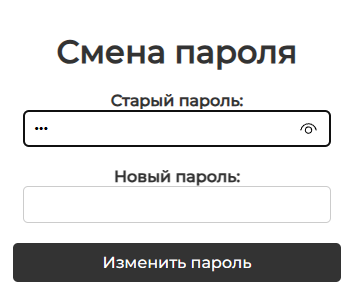 Смена пароля
Старый пароль:
•••
Новый пароль:
Изменить пароль